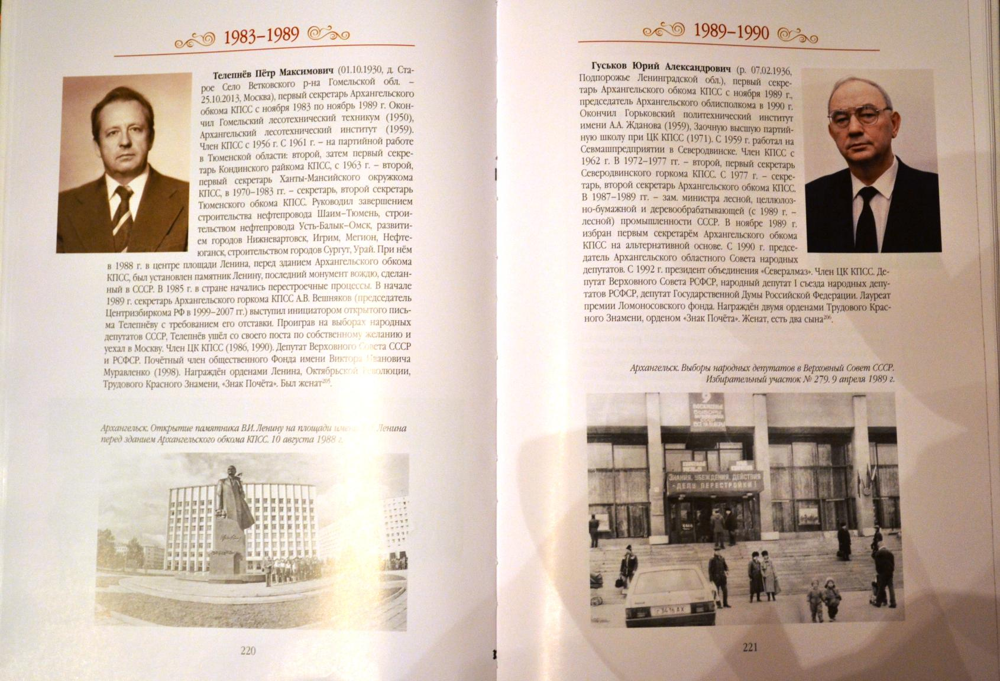 1983–1989
Телепнёв Пётр Максимович (01.10.1930, д. Ста-
рое Село Ветковского р-на Гомельской обл. –
25.10.2013, Москва), первый секретарь Архангельского
обкома КПСС с ноября 1983 по ноябрь 1989 г. Окон-
чил Гомельский лесотехнический техникум (1950),
Архангельский лесотехнический институт (1959).
Член КПСС с 1956 г. С 1961 г. – на партийной работе
в Тюменской области: второй, затем первый секре-
тарь Кондинского райкома КПСС, с 1963 г. – второй,
первый секретарь Ханты-Мансийского окружкома
КПСС, в 1970–1983 гг. – секретарь, второй секретарь
Тюменского обкома КПСС. Руководил завершением
строительства нефтепровода Шаим–Тюмень, строи-
тельством нефтепровода Усть-Балык–Омск, развити-
ем городов Нижневартовск, Игрим, Мегион, Нефте-
юганск, строительством городов Сургут, Урай. При нём
в 1988 г. в центре площади Ленина, перед зданием Архангельского обкома
КПСС, был установлен памятник Ленину, последний монумент вождю, сделан-
ный в СССР. В 1985 г. в стране начались перестроечные процессы. В начале
1989 г. секретарь Архангельского горкома КПСС А.В. Вешняков (председатель
Центризбиркома РФ в 1999–2007 гг.) выступил инициатором открытого пись-
ма Телепнёву с требованием его отставки. Проиграв на выборах народных
депутатов СССР, Телепнёв ушёл со своего поста по собственному желанию и
уехал в Москву. Член ЦК КПСС (1986, 1990). Депутат Верховного Совета СССР
и РСФСР. Почётный член общественного Фонда имени Виктора Ивановича
Муравленко (1998). Награждён орденами Ленина, Октябрьской Революции,
Трудового Красного Знамени, «Знак Почёта». Был женат²⁰⁵.
Архангельск. Открытие памятника В.И. Ленину на площади имени Ленина
перед зданием Архангельского обкома КПСС. 10 августа 1988 г.
220
1989–1990
Гуськов Юрий Александрович (р. 07.02.1936,
Подпорожье Ленинградской обл.), первый секре-
тарь Архангельского обкома КПСС с ноября 1989 г.,
председатель Архангельского облисполкома в 1990 г.
Окончил Горьковский политехнический институт
имени А.А. Жданова (1959), Заочную высшую партий-
ную школу при ЦК КПСС (1971). С 1959 г. работал на
Севмашпредприятии в Северодвинске. Член КПСС с
1962 г. В 1972–1977 гг. – второй, первый секретарь
Северодвинского горкома КПСС. С 1977 г. – секре-
тарь, второй секретарь Архангельского обкома КПСС.
В 1987–1989 гг. – зам. министра лесной, целлюлоз-
но-бумажной и деревообрабатывающей (с 1989 г. –
лесной) промышленности СССР. В ноябре 1989 г.
избран первым секретарём Архангельского обкома
КПСС на альтернативной основе. С 1990 г. предсе-
датель Архангельского областного Совета народных
депутатов. С 1992 г. президент объединения «Севералмаз». Член ЦК КПСС. Де-
путат Верховного Совета РСФСР, народный депутат I съезда народных депу-
татов РСФСР, депутат Государственной Думы Российской Федерации. Лауреат
премии Ломоносовского фонда. Награждён двумя орденами Трудового Крас-
ного Знамени, орденом «Знак Почёта». Женат, есть два сына²⁰⁶.
Архангельск. Выборы народных депутатов в Верховный Совет СССР.
Избирательный участок № 279. 9 апреля 1989 г.
9
ВОСКРЕСЕНЬЕ
ВЫБОРЫ
СССР
ВСЕ НА ВЫБОРЫ
ЗНАНИЯ, УБЕЖДЕНИЯ, ДЕЙСТВИЯ
– ДЕЛУ ПЕРЕСТРОЙКИ!
221